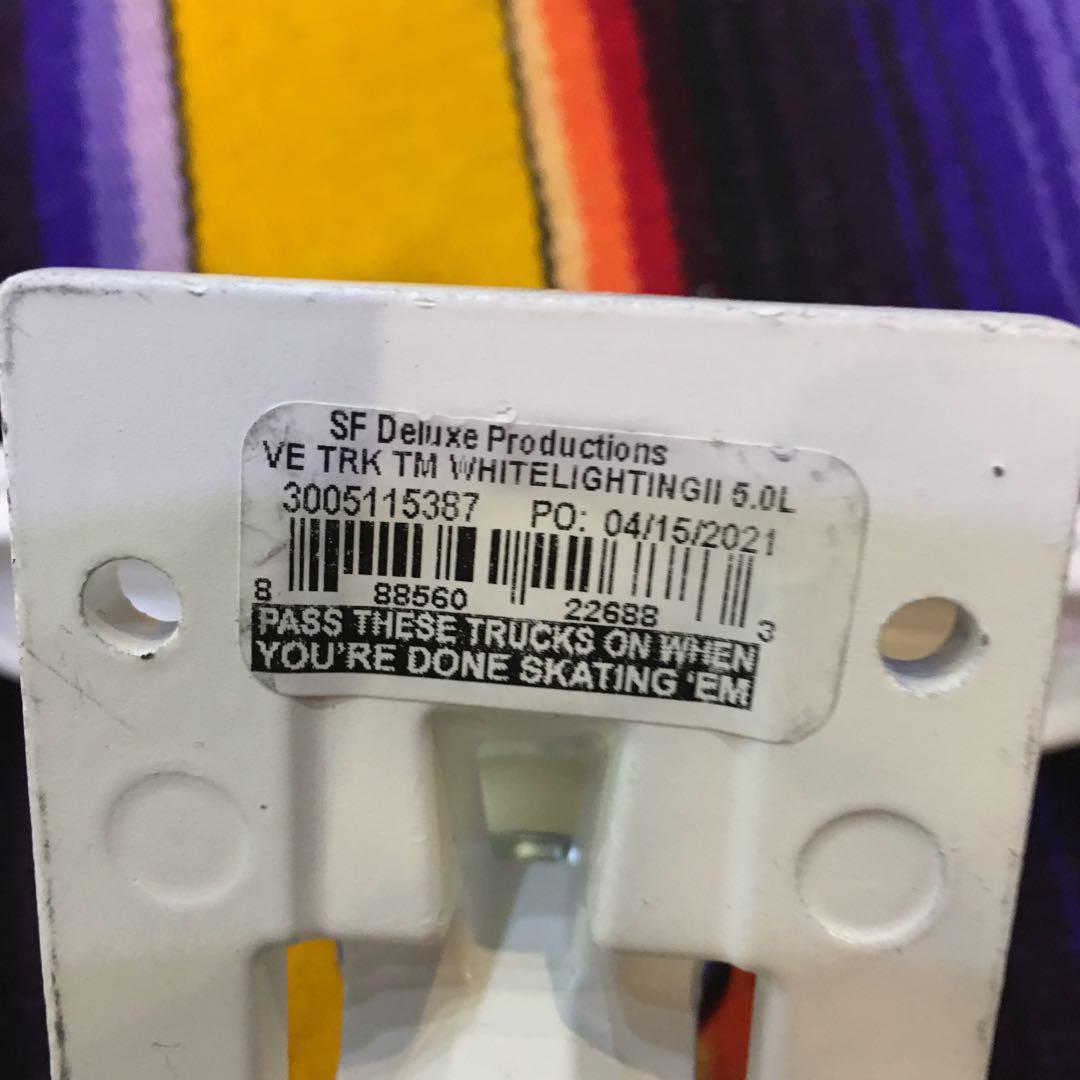 SF Deluxe Productions
VE TRK TM WHITELIGHTINGII 5.0L
3005115387 PO: 04/15/2021
8 88560 22688 3
PASS THESE TRUCKS ON WHEN
YOU'RE DONE SKATING 'EM